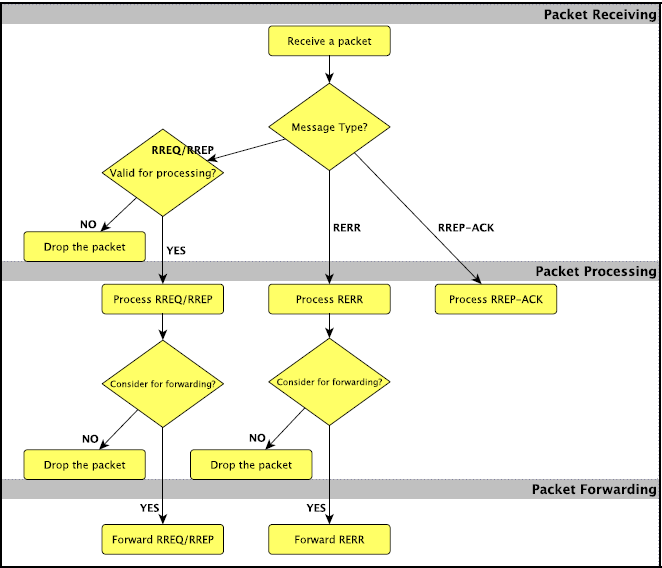 Packet Receiving
Receive a packet
Message Type?
RREQ/RREP
Valid for processing?
NO
RERR
RREP-ACK
Drop the packet
YES
Packet Processing
Process RREQ/RREP
Process RERR
Process RREP-ACK
Consider for forwarding?
Consider for forwarding?
NO
NO
Drop the packet
Drop the packet
Packet Forwarding
YES
YES
Forward RREQ/RREP
Forward RERR